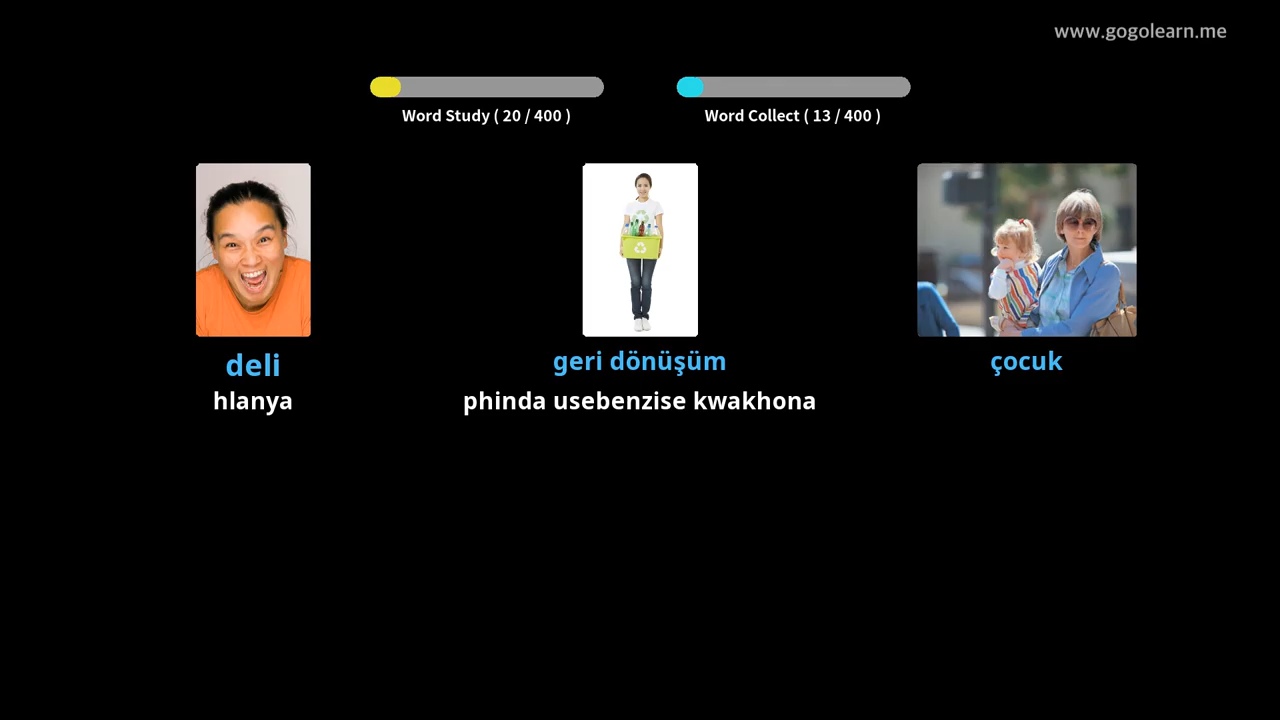 www.gogolearn.me
Word Study ( 20 / 400 )
Word Collect ( 13 / 400 )
deli
hlanya
geri dönüşüm
phinda usebenzise kwakhona
çocuk